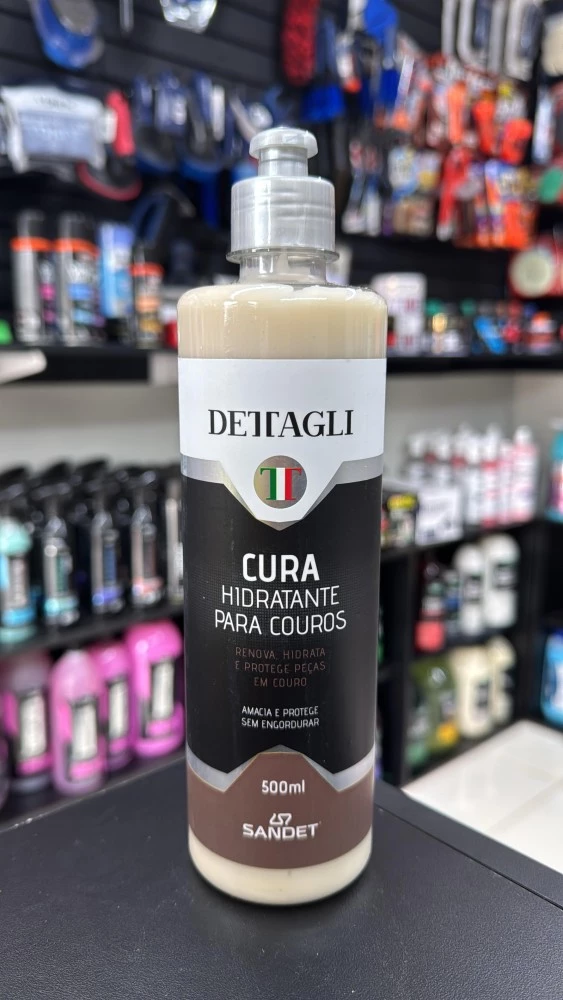 DETTAGLI
CURA
HIDRATANTE
PARA COUROS
RENOVA, HIDRATA
E PROTEGE PEÇAS
EM COURO
AMACIA E PROTEGE
SEM ENGORDURAR
500ml
SANDET